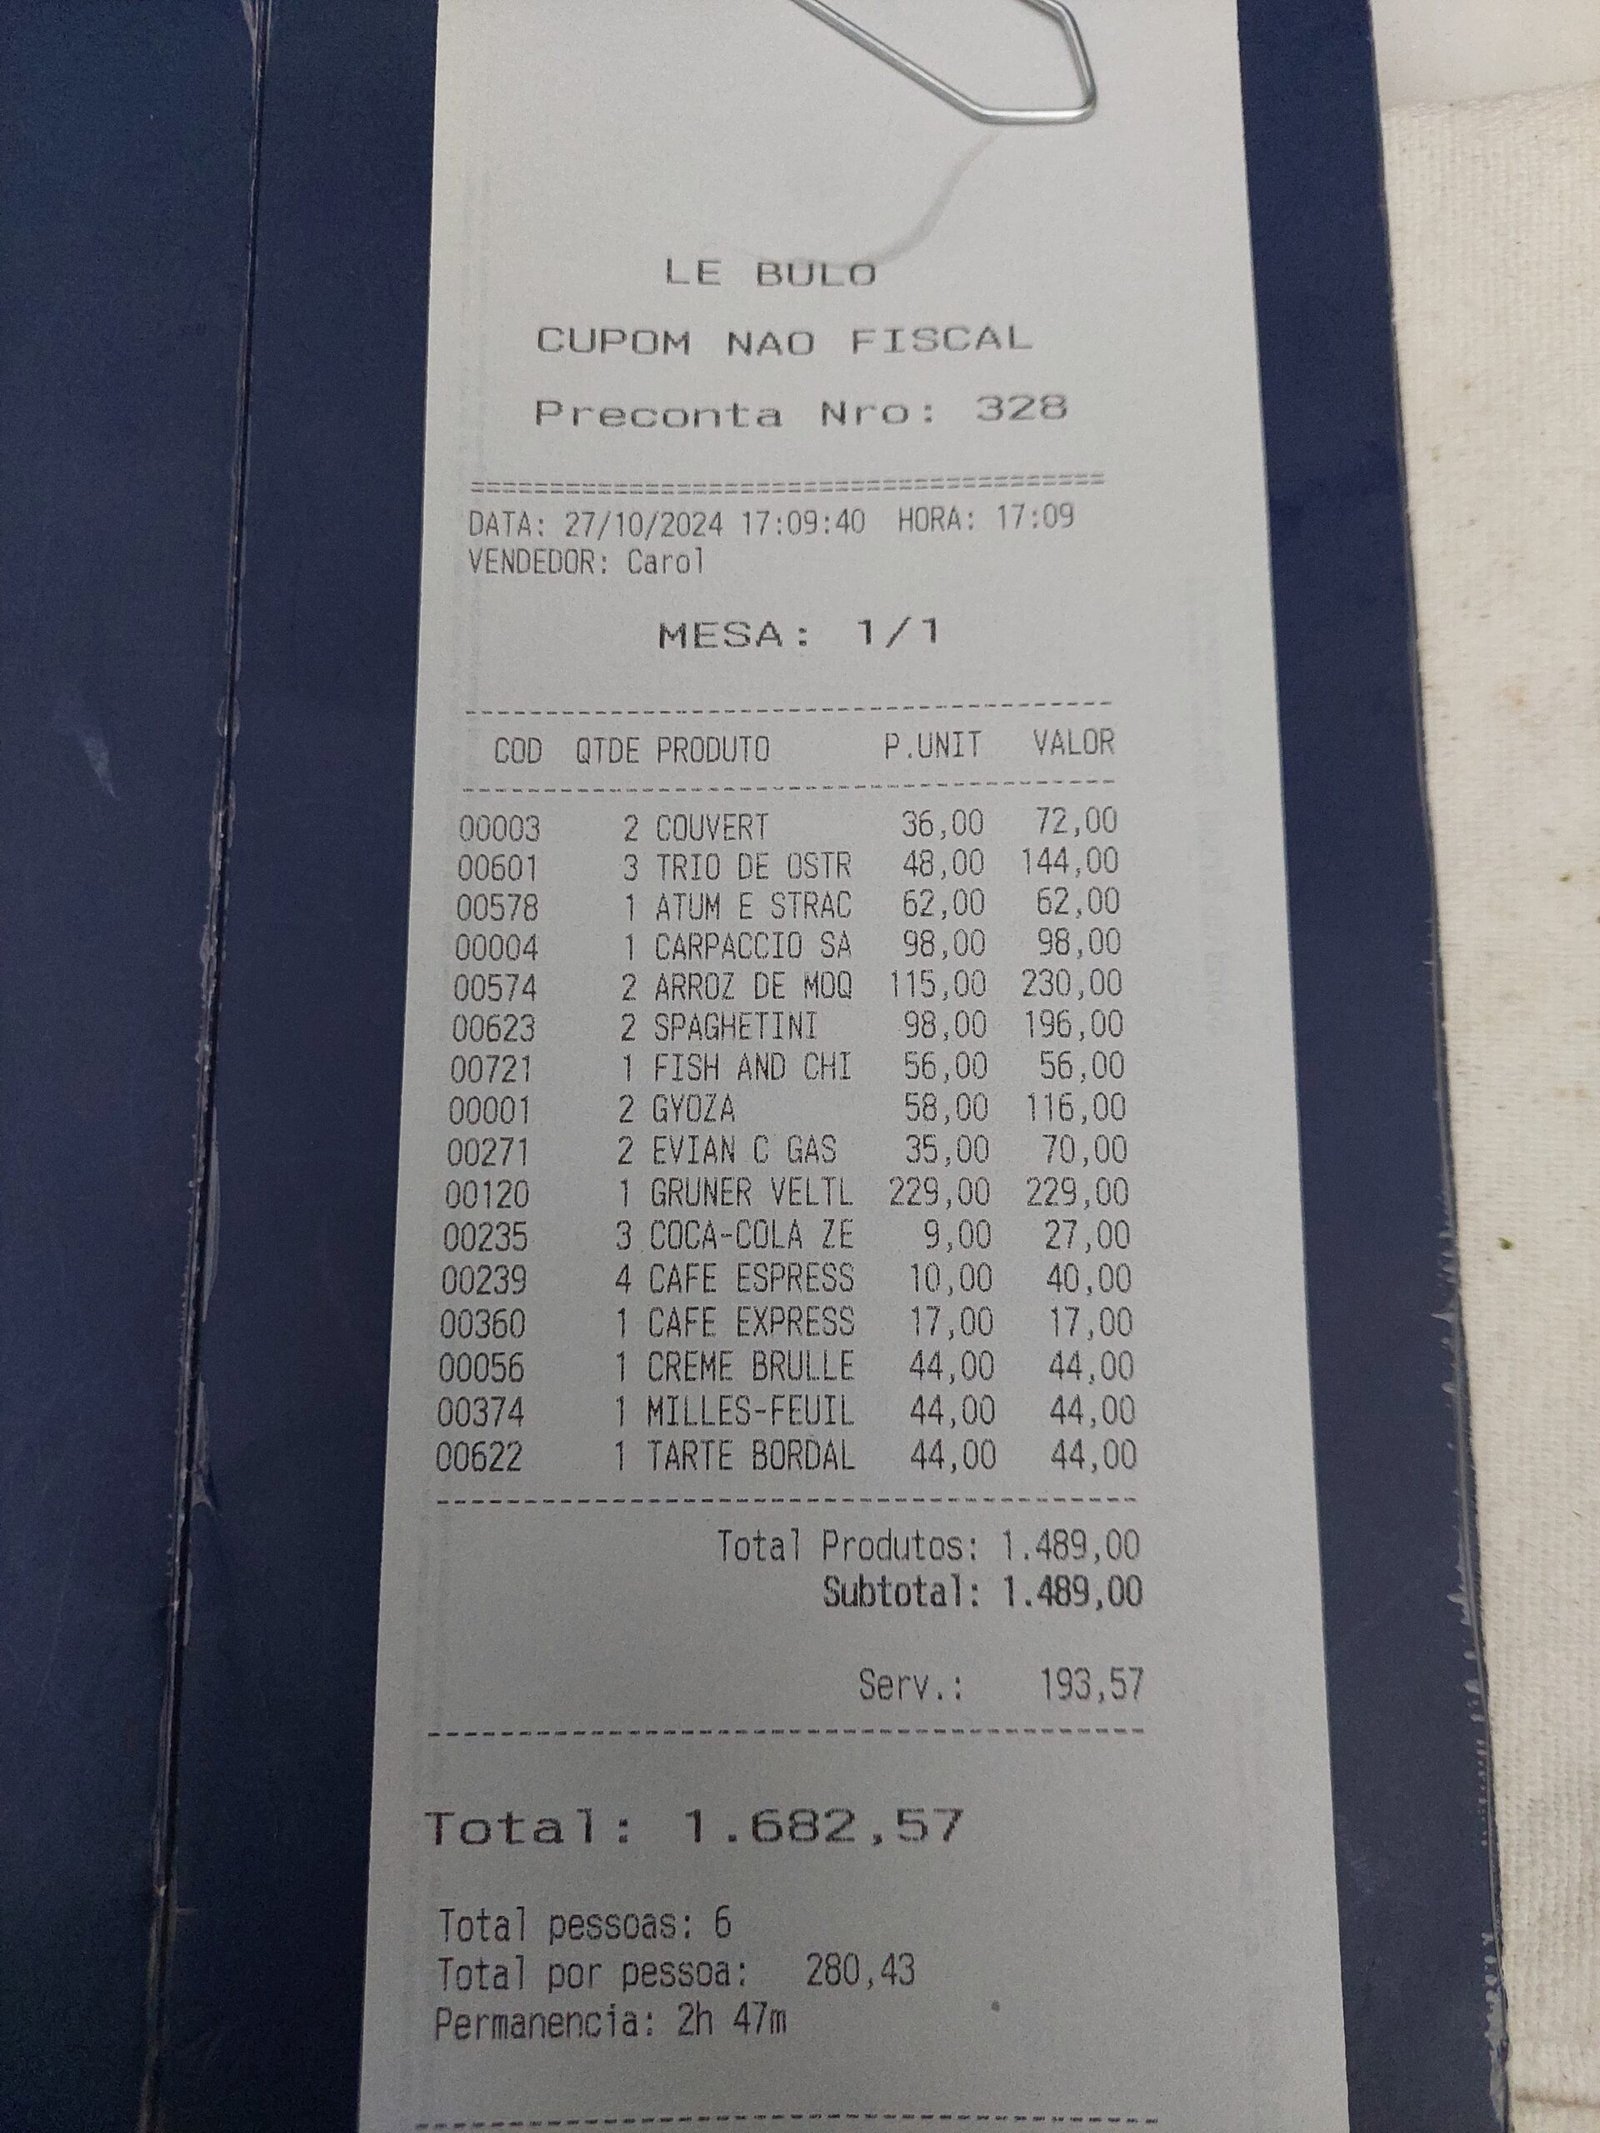 LE BULO
CUPOM NAO FISCAL
Preconta Nro: 328
========================================
DATA: 27/10/2024 17:09:40 HORA: 17:09
VENDEDOR: Carol
MESA: 1/1
COD QTDE PRODUTO P.UNIT VALOR
00003 2 COUVERT 36,00 72,00
00601 3 TRIO DE OSTR 48,00 144,00
00578 1 ATUM E STRAC 62,00 62,00
00004 1 CARPACCIO SA 98,00 98,00
00574 2 ARROZ DE MOQ 115,00 230,00
00623 2 SPAGHETINI 98,00 196,00
00721 1 FISH AND CHI 56,00 56,00
00001 2 GYOZA 58,00 116,00
00271 2 EVIAN C GAS 35,00 70,00
00120 1 GRUNER VELTL 229,00 229,00
00235 3 COCA-COLA ZE 9,00 27,00
00239 4 CAFE ESPRESS 10,00 40,00
00360 1 CAFE EXPRESS 17,00 17,00
00056 1 CREME BRULLE 44,00 44,00
00374 1 MILLES-FEUIL 44,00 44,00
00622 1 TARTE BORDAL 44,00 44,00
Total Produtos: 1.489,00
Subtotal: 1.489,00
Serv.: 193,57
Total: 1.682,57
Total pessoas: 6
Total por pessoa: 280,43
Permanencia: 2h 47m